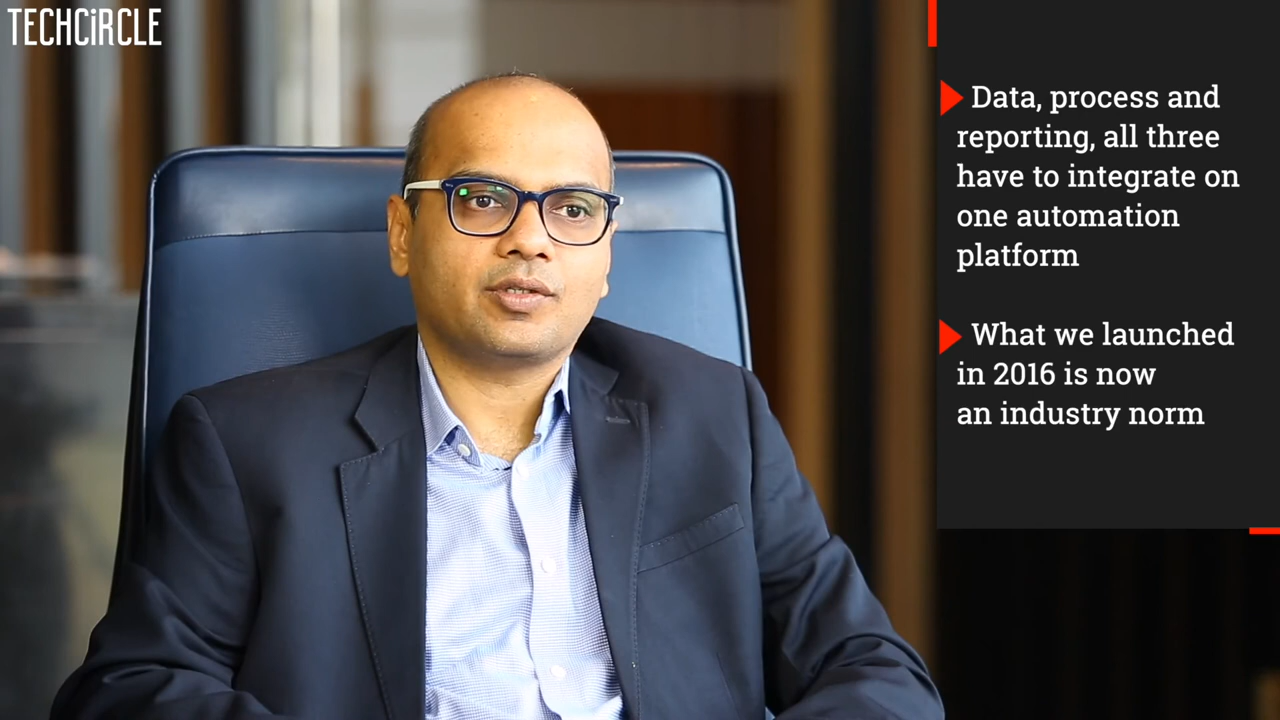 TECHCiRCLE
Data, process and
reporting, all three
have to integrate on
one automation
platform
What we launched
in 2016 is now
an industry norm